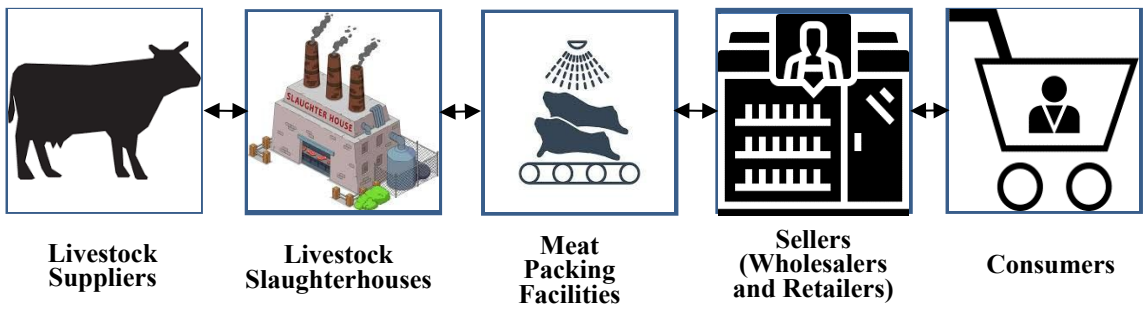 SLAUGHTER HOUSE
Livestock
Suppliers
Livestock
Slaughterhouses
Meat
Packing
Facilities
Sellers
(Wholesalers
and Retailers)
Consumers